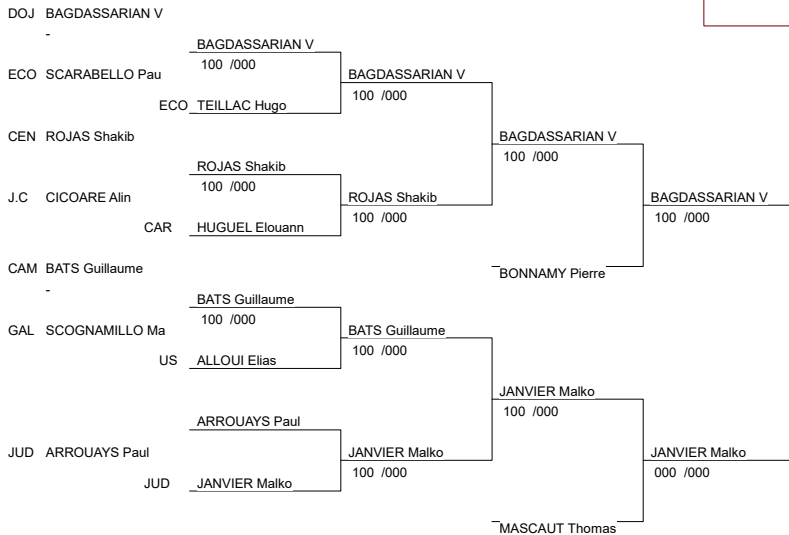 DOJ BAGDASSARIAN V
-
BAGDASSARIAN V
100 /000
ECO SCARABELLO Pau
BAGDASSARIAN V
100 /000
ECO TEILLAC Hugo
CEN ROJAS Shakib
BAGDASSARIAN V
100 /000
ROJAS Shakib
100 /000
J.C CICOARE Alin
ROJAS Shakib
100 /000
BAGDASSARIAN V
100 /000
CAR HUGUEL Elouann
CAM BATS Guillaume
-
BONNAMY Pierre
BATS Guillaume
100 /000
GAL SCOGNAMILLO Ma
BATS Guillaume
100 /000
US ALLOUI Elias
JANVIER Malko
100 /000
ARROUAYS Paul
JUD ARROUAYS Paul
JANVIER Malko
100 /000
JANVIER Malko
000 /000
JUD JANVIER Malko
MASCAUT Thomas